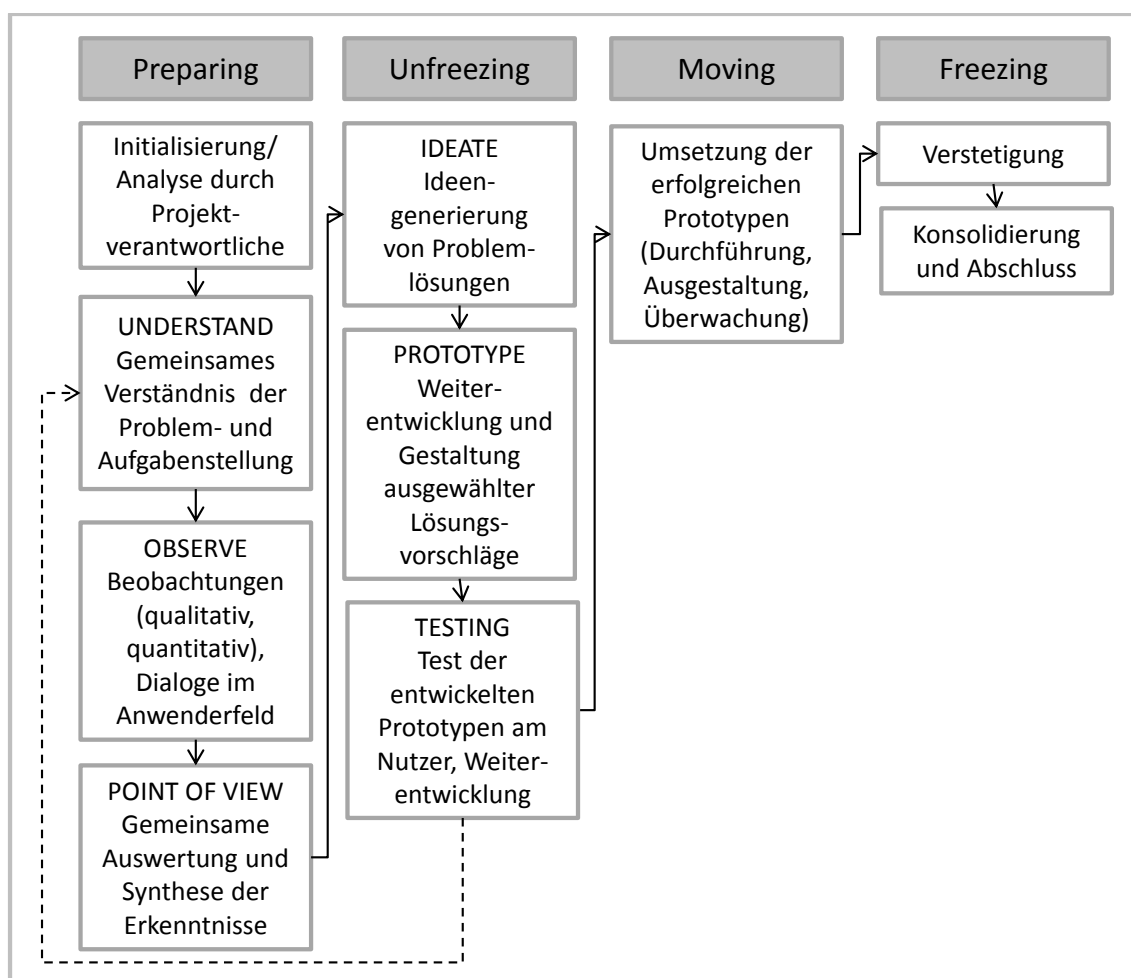 Preparing
Unfreezing
Moving
Freezing
Initialisierung/
Analyse durch
Projekt-
verantwortliche
UNDERSTAND
Gemeinsames
Verständnis der
Problem- und
Aufgabenstellung
OBSERVE
Beobachtungen
(qualitativ,
quantitativ),
Dialoge im
Anwenderfeld
POINT OF VIEW
Gemeinsame
Auswertung und
Synthese der
Erkenntnisse
IDEATE
Ideen-
generierung
von Problem-
lösungen
PROTOTYPE
Weiter-
entwicklung und
Gestaltung
ausgewählter
Lösungs-
vorschläge
TESTING
Test der
entwickelten
Prototypen am
Nutzer, Weiter-
entwicklung
Umsetzung der
erfolgreichen
Prototypen
(Durchführung,
Ausgestaltung,
Überwachung)
Verstetigung
Konsolidierung
und Abschluss